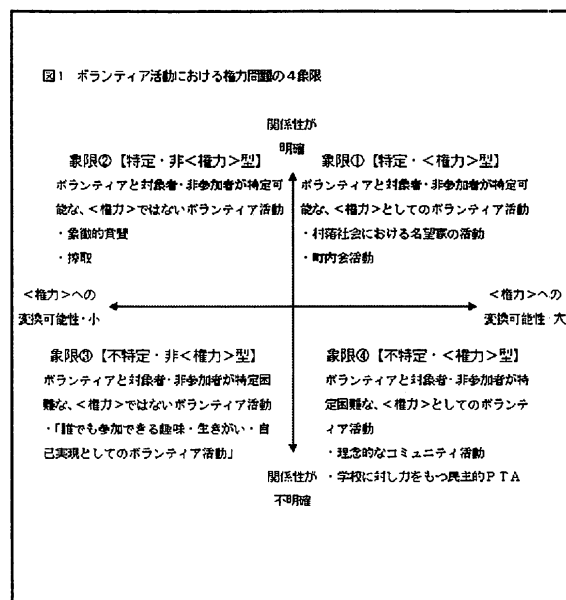 図1　ボランティア活動における権力問題の4象限
関係性が
明確
象限②【特定・非<権力>型】
ボランティアと対象者・非参加者が特定可
能な、<権力>ではないボランティア活動
・象徴的賞賛
・搾取
象限①【特定・<権力>型】
ボランティアと対象者・非参加者が特定可
能な、<権力>としてのボランティア活動
・村落社会における名望家の活動
・町内会活動
<権力>への
変換可能性・小
<権力>への
変換可能性・大
象限③【不特定・非<権力>型】
ボランティアと対象者・非参加者が特定困
難な、<権力>ではないボランティア活動
・「誰でも参加できる趣味・生きがい・自
己実現としてのボランティア活動」
象限④【不特定・<権力>型】
ボランティアと対象者・非参加者が特
定困難な、<権力>としてのボランテ
ィア活動
・理念的なコミュニティ活動
・学校に対し力をもつ民主的PTA
関係性が
不明確